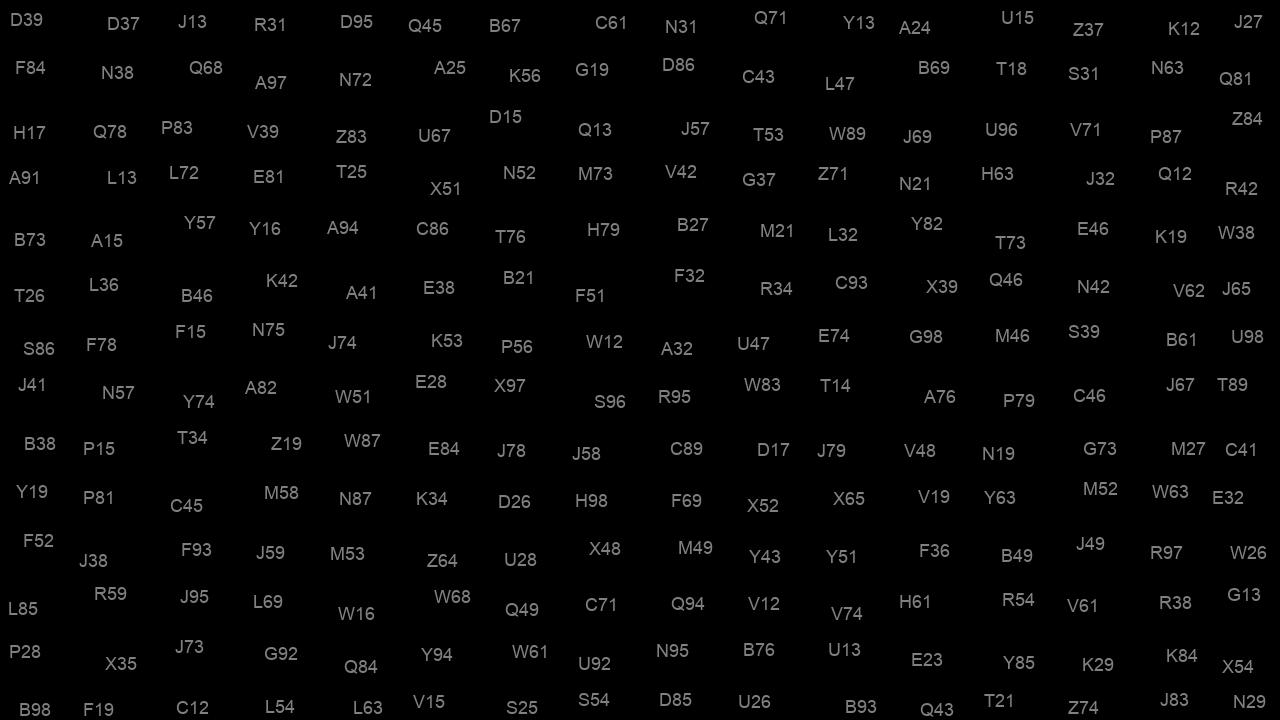 D39 D37 J13 R31 D95 Q45 B67 C61 N31 Q71 Y13 A24 U15 Z37 K12 J27
F84 N38 Q68 A97 N72 A25 K56 G19 D86 C43 L47 B69 T18 S31 N63 Q81
H17 Q78 P83 V39 Z83 U67 D15 Q13 J57 T53 W89 J69 U96 V71 P87 Z84
A91 L13 L72 E81 T25 X51 N52 M73 V42 G37 Z71 N21 H63 J32 Q12 R42
B73 A15 Y57 Y16 A94 C86 T76 H79 B27 M21 L32 Y82 T73 E46 K19 W38
T26 L36 B46 K42 A41 E38 B21 F51 F32 R34 C93 X39 Q46 N42 V62 J65
S86 F78 F15 N75 J74 K53 P56 W12 A32 U47 E74 G98 M46 S39 B61 U98
J41 N57 Y74 A82 W51 E28 X97 S96 R95 W83 T14 A76 P79 C46 J67 T89
B38 P15 T34 Z19 W87 E84 J78 J58 C89 D17 J79 V48 N19 G73 M27 C41
Y19 P81 C45 M58 N87 K34 D26 H98 F69 X52 X65 V19 Y63 M52 W63 E32
F52 J38 F93 J59 M53 Z64 U28 X48 M49 Y43 Y51 F36 B49 J49 R97 W26
L85 R59 J95 L69 W16 W68 Q49 C71 Q94 V12 V74 H61 R54 V61 R38 G13
P28 X35 J73 G92 Q84 Y94 W61 U92 N95 B76 U13 E23 Y85 K29 K84 X54
B98 F19 C12 L54 L63 V15 S25 S54 D85 U26 B93 Q43 T21 Z74 J83 N29